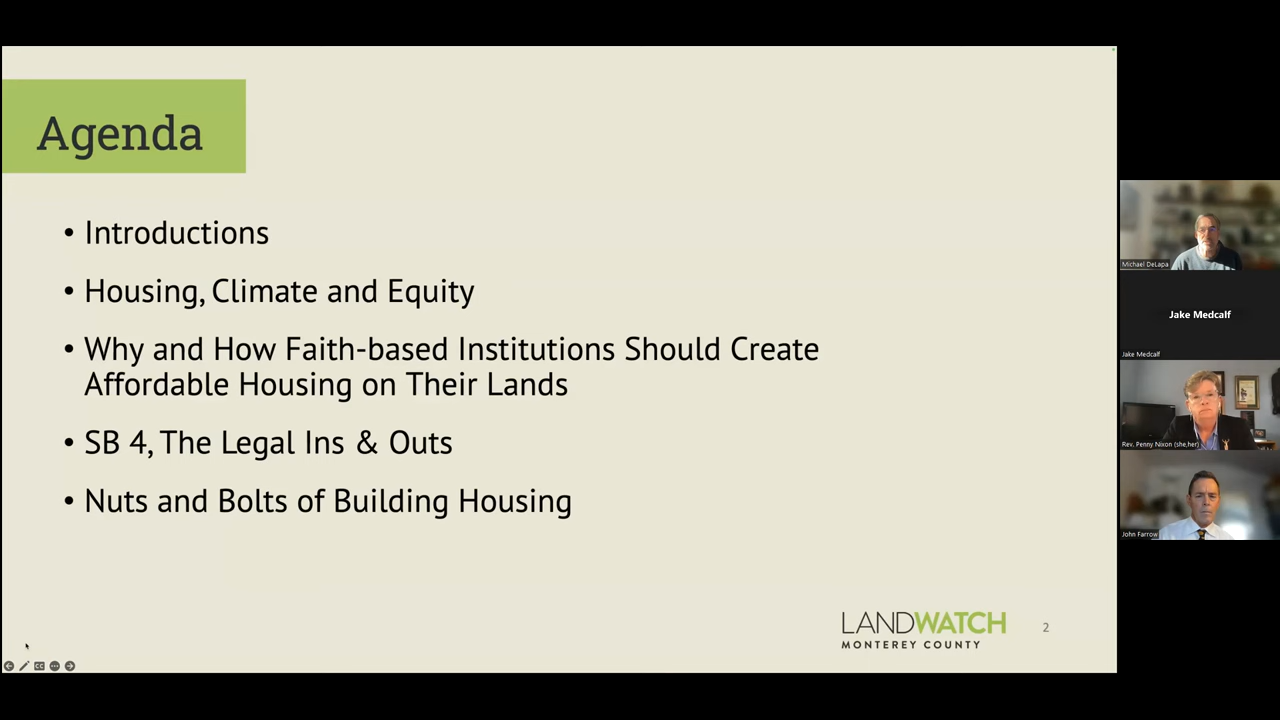 Agenda
• Introductions
• Housing, Climate and Equity
• Why and How Faith-based Institutions Should Create
Affordable Housing on Their Lands
• SB 4, The Legal Ins & Outs
• Nuts and Bolts of Building Housing
LANDWATCH
MONTEREY COUNTY
2
Michael DeLapa
Jake Medcalf
Jake Medcalf
Rev. Penny Nixon (she,her)
John Farrow